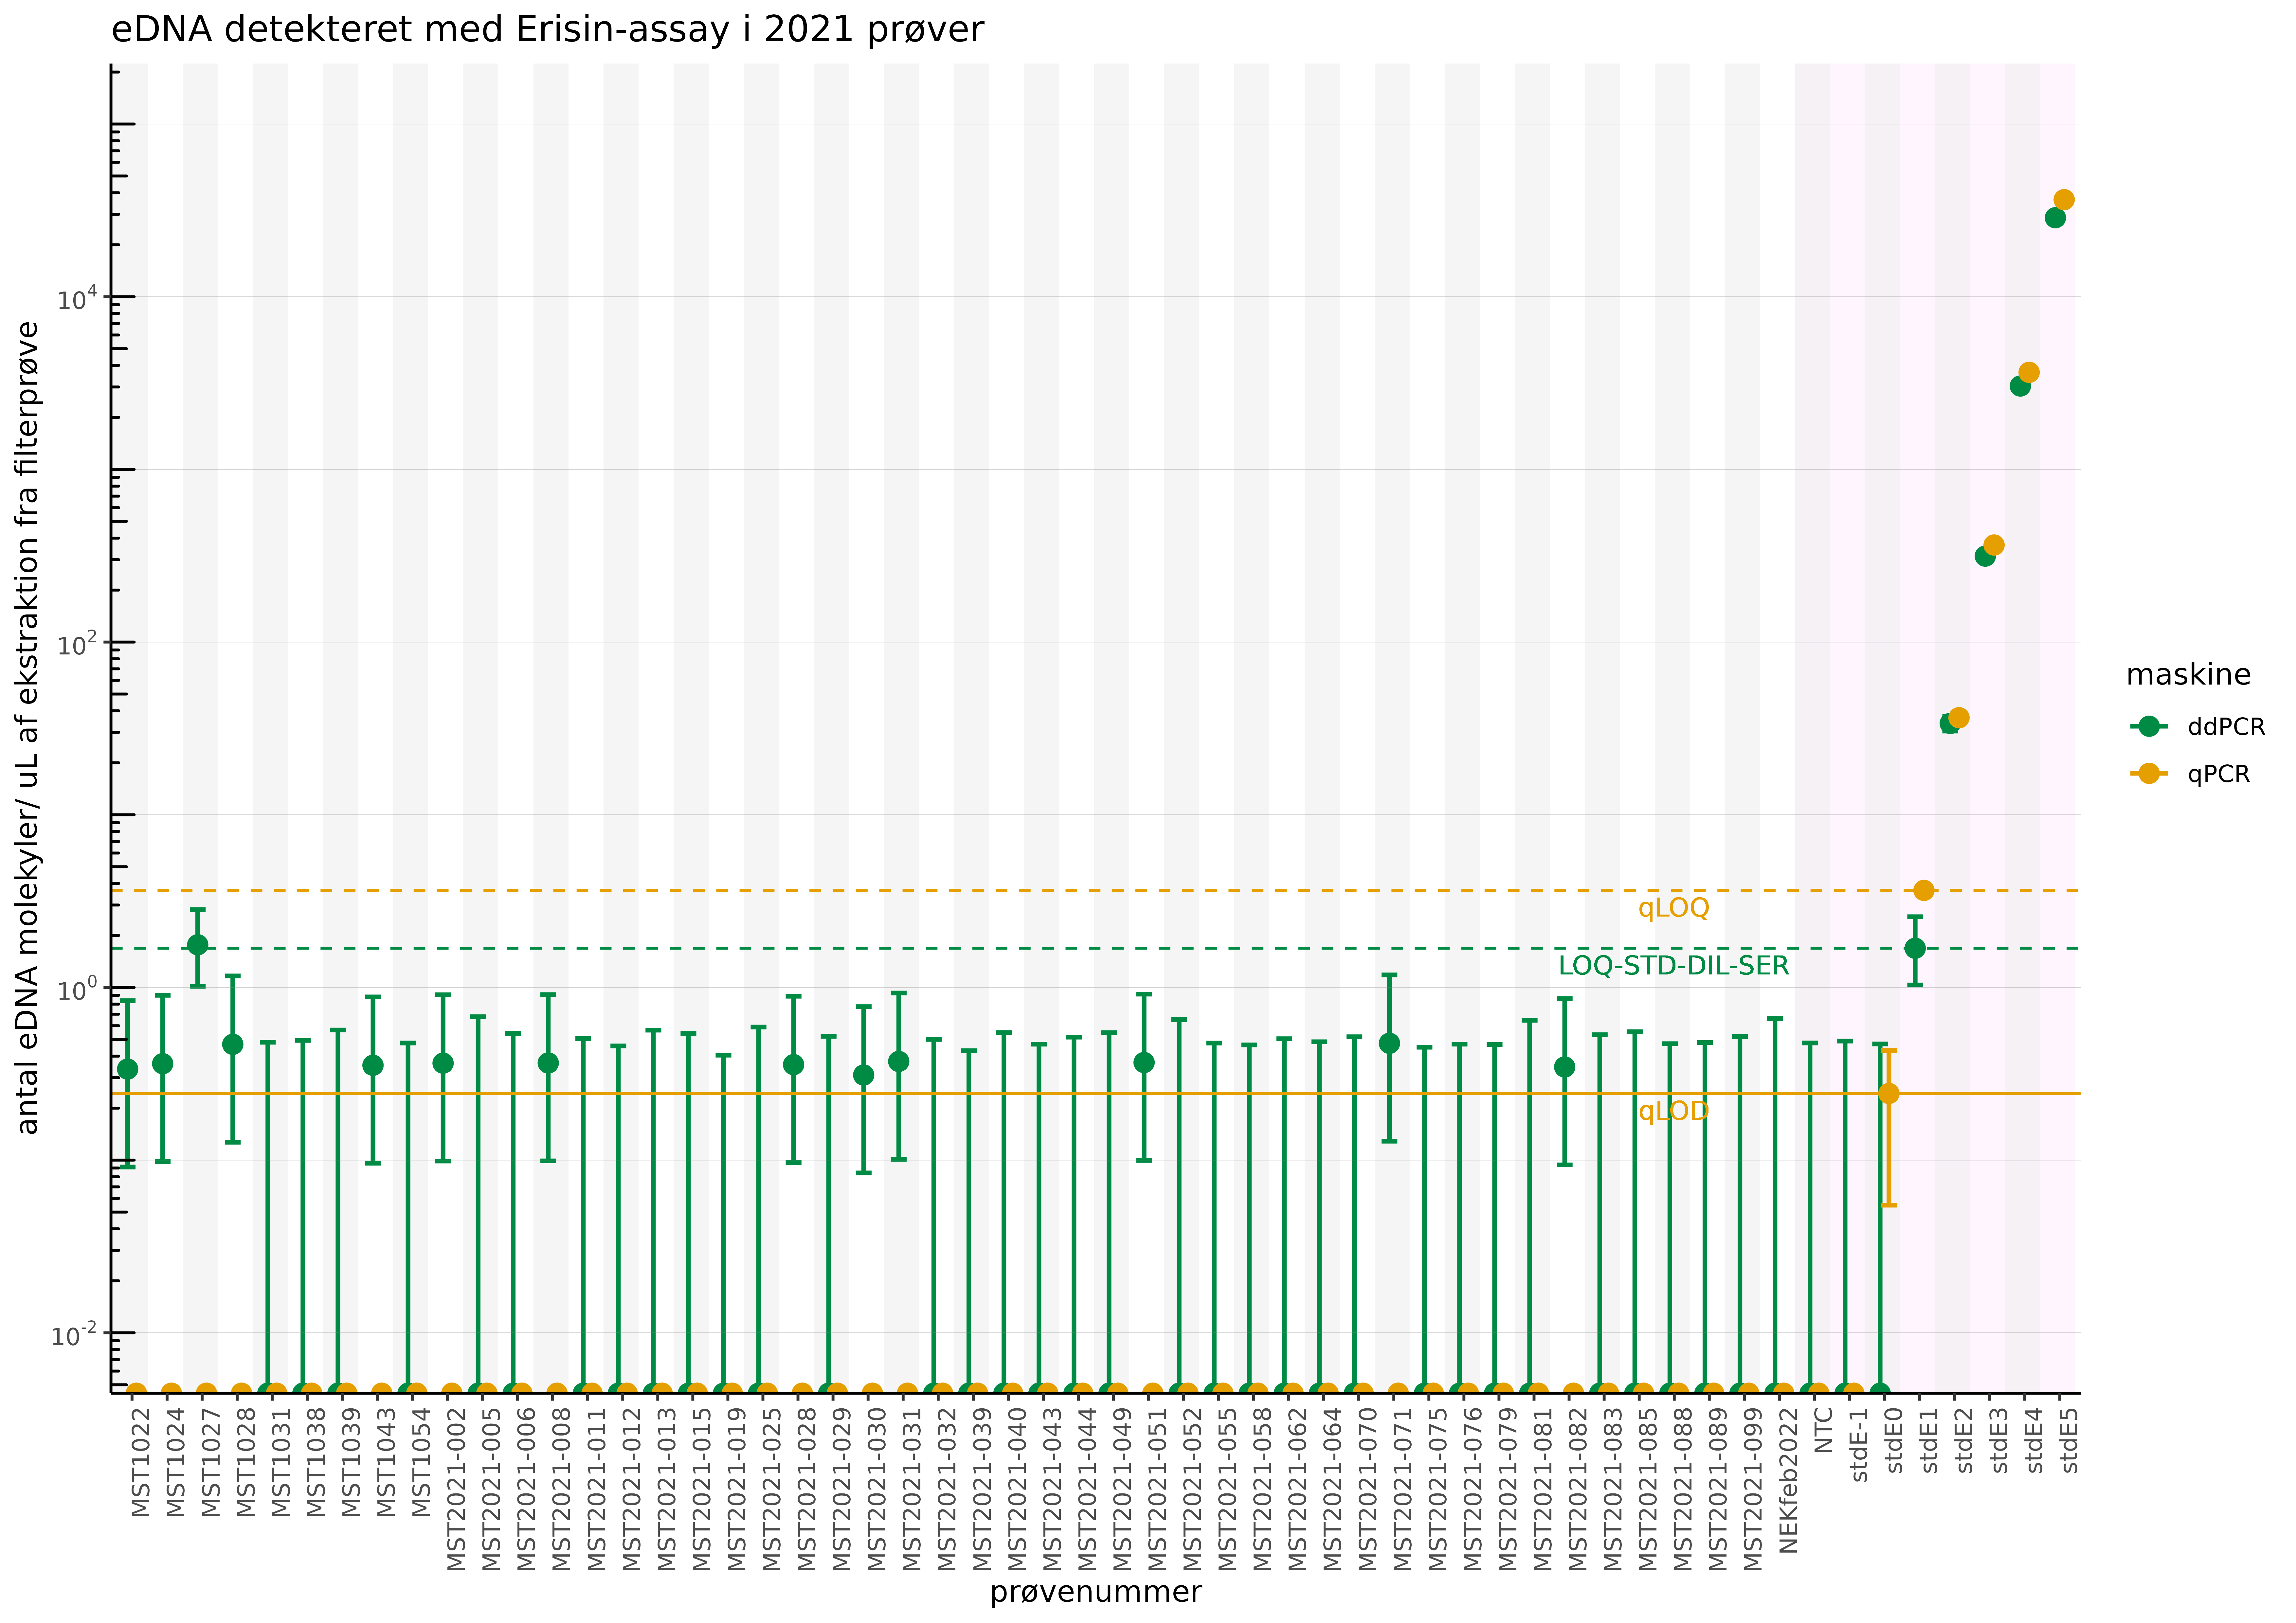 eDNA detekteret med Erisin-assay i 2021 prøver
antal eDNA molekyler/ uL af ekstraktion fra filterprøve
10^4
10^2
10^0
10^-2
qLOQ
LOQ-STD-DIL-SER
qLOD
maskine
ddPCR
qPCR
MST1022
MST1024
MST1027
MST1028
MST1031
MST1038
MST1039
MST1043
MST1054
MST2021-002
MST2021-005
MST2021-006
MST2021-008
MST2021-011
MST2021-012
MST2021-013
MST2021-015
MST2021-019
MST2021-025
MST2021-028
MST2021-029
MST2021-030
MST2021-031
MST2021-032
MST2021-039
MST2021-040
MST2021-043
MST2021-044
MST2021-049
MST2021-051
MST2021-052
MST2021-055
MST2021-058
MST2021-062
MST2021-064
MST2021-070
MST2021-071
MST2021-075
MST2021-076
MST2021-079
MST2021-081
MST2021-082
MST2021-083
MST2021-085
MST2021-088
MST2021-089
MST2021-099
NEKfeb2022
NTC
stdE-1
stdE0
stdE1
stdE2
stdE3
stdE4
stdE5
prøvenummer